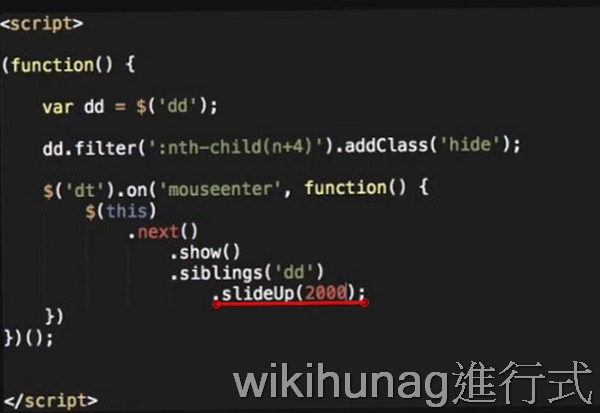 <script>
(function() {
var dd = $('dd');
dd.filter(':nth-child(n+4)').addClass('hide');
$('dt').on('mouseenter', function() {
$(this)
.next()
.show()
.siblings('dd')
.slideUp(2000);
})
})();
</script>
wikihunag進行式